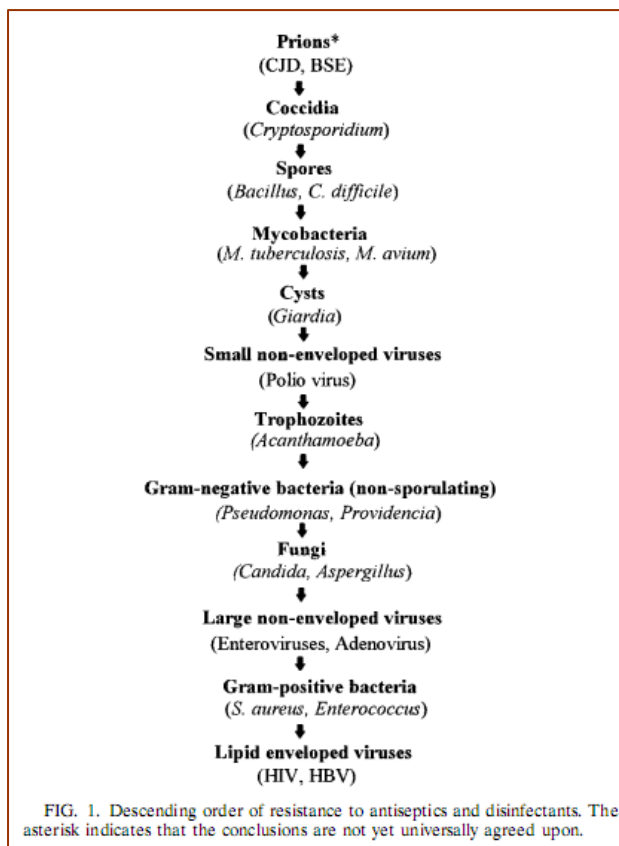 Prions*
(CJD, BSE)
Coccidia
(Cryptosporidium)
Spores
(Bacillus, C. difficile)
Mycobacteria
(M. tuberculosis, M. avium)
Cysts
(Giardia)
Small non-enveloped viruses
(Polio virus)
Trophozoites
(Acanthamoeba)
Gram-negative bacteria (non-sporulating)
(Pseudomonas, Providencia)
Fungi
(Candida, Aspergillus)
Large non-enveloped viruses
(Enteroviruses, Adenovirus)
Gram-positive bacteria
(S. aureus, Enterococcus)
Lipid enveloped viruses
(HIV, HBV)
FIG. 1. Descending order of resistance to antiseptics and disinfectants. The
asterisk indicates that the conclusions are not yet universally agreed upon.